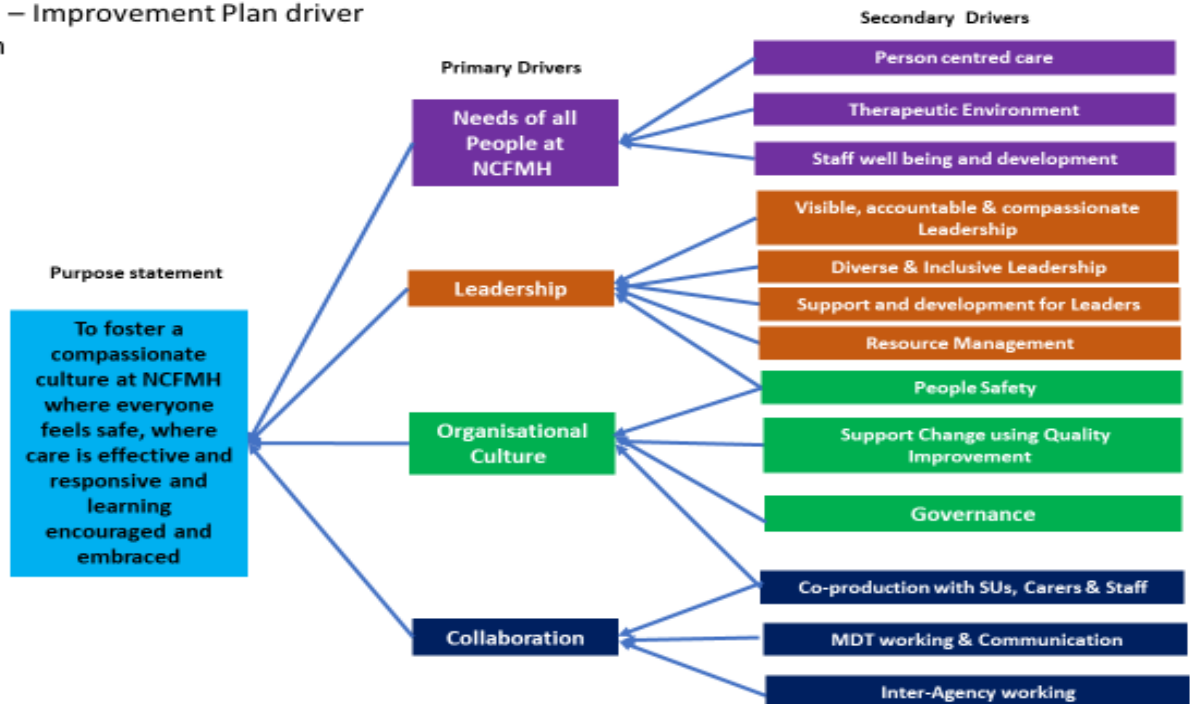 – Improvement Plan driver
Secondary Drivers
Primary Drivers
Person centred care
Needs of all
People at
NCFMH
Therapeutic Environment
Staff well being and development
Visible, accountable & compassionate
Leadership
Purpose statement
Leadership
Diverse & Inclusive Leadership
Support and development for Leaders
Resource Management
To foster a
compassionate
culture at NCFMH
where everyone
feels safe, where
care is effective and
responsive and
learning
encouraged and
embraced
Organisational
Culture
People Safety
Support Change using Quality
Improvement
Governance
Collaboration
Co-production with SUs, Carers & Staff
MDT working & Communication
Inter-Agency working